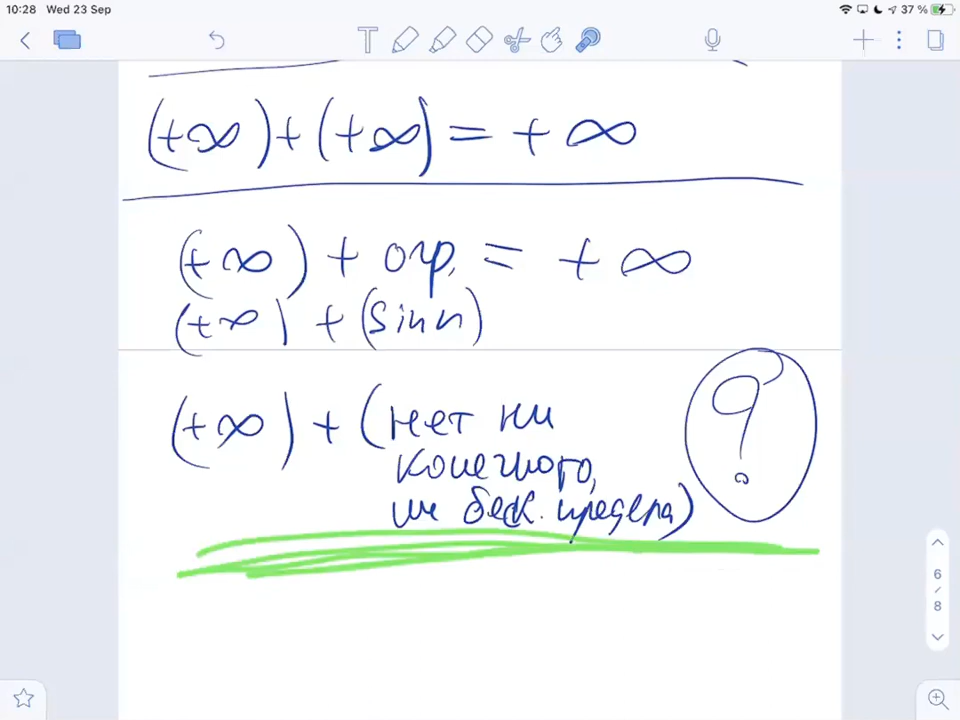 10:28 Wed 23 Sep
37 %
T
(+∞)+(+∞) = +∞
(+∞) + огр. = +∞
(+∞) + (sin n)
(+∞) + (нет ни
конечного,
ни беск. предела)
?
6
/
8